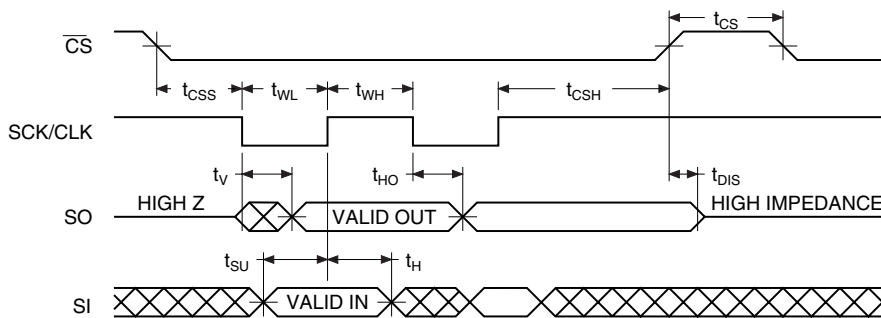 t_CS
C̅S̅
t_CSS t_WL t_WH t_CSH
SCK/CLK
t_V t_HO t_DIS
HIGH Z VALID OUT HIGH IMPEDANCE
SO
t_SU t_H
SI VALID IN